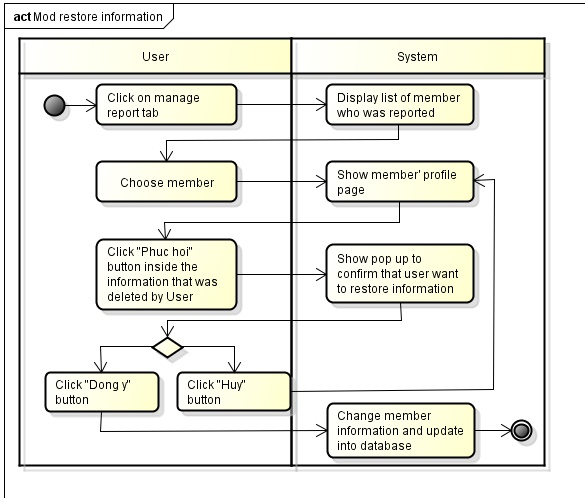 act Mod restore information
User
System
Click on manage
report tab
Display list of member
who was reported
Choose member
Show member' profile
page
Click "Phuc hoi"
button inside the
information that was
deleted by User
Show pop up to
confirm that user want
to restore information
Click "Dong y"
button
Click "Huy"
button
Change member
information and update
into database